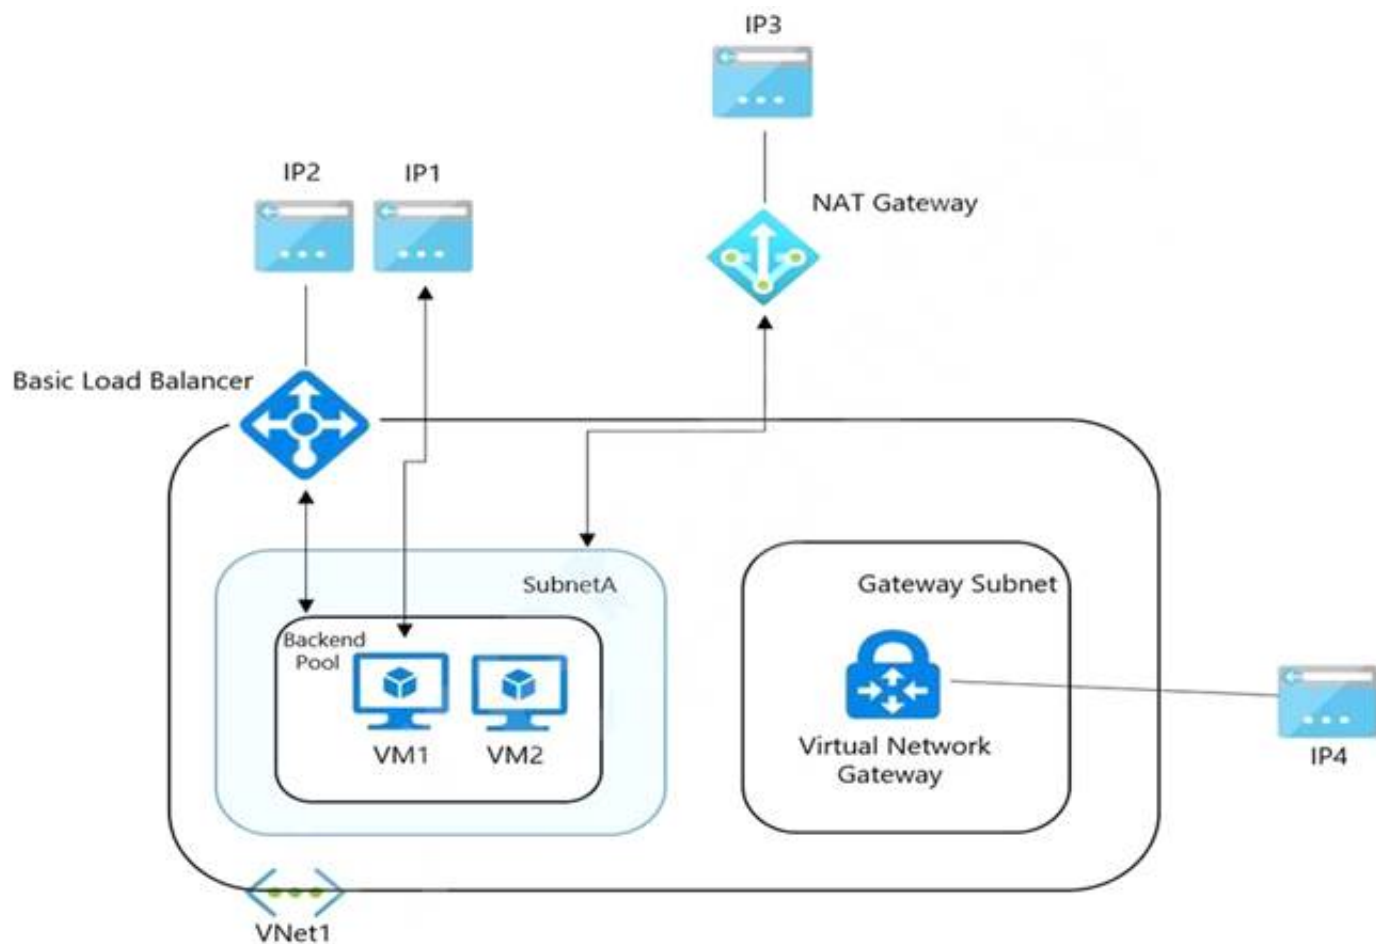 IP3
IP2
IP1
NAT Gateway
Basic Load Balancer
SubnetA
Gateway Subnet
Backend
Pool
VM1
VM2
Virtual Network
Gateway
IP4
VNet1